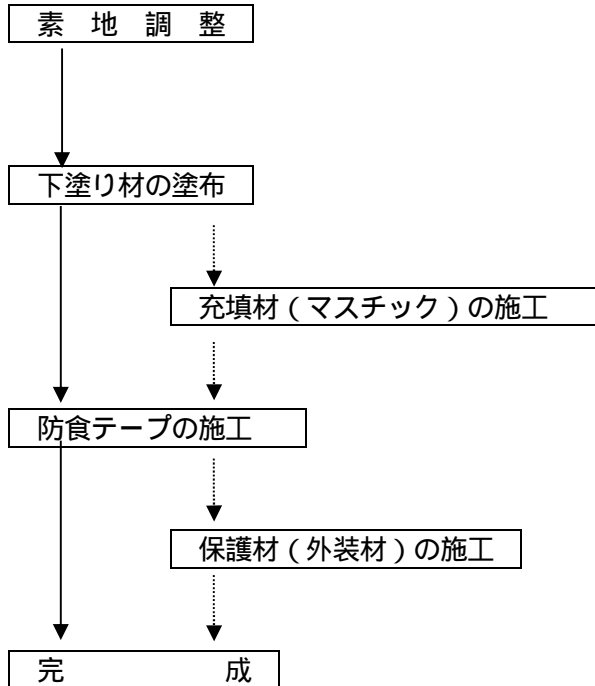 素　地　調　整
下塗り材の塗布
充填材（マスチック）の施工
防食テープの施工
保護材（外装材）の施工
完　　　　　　成